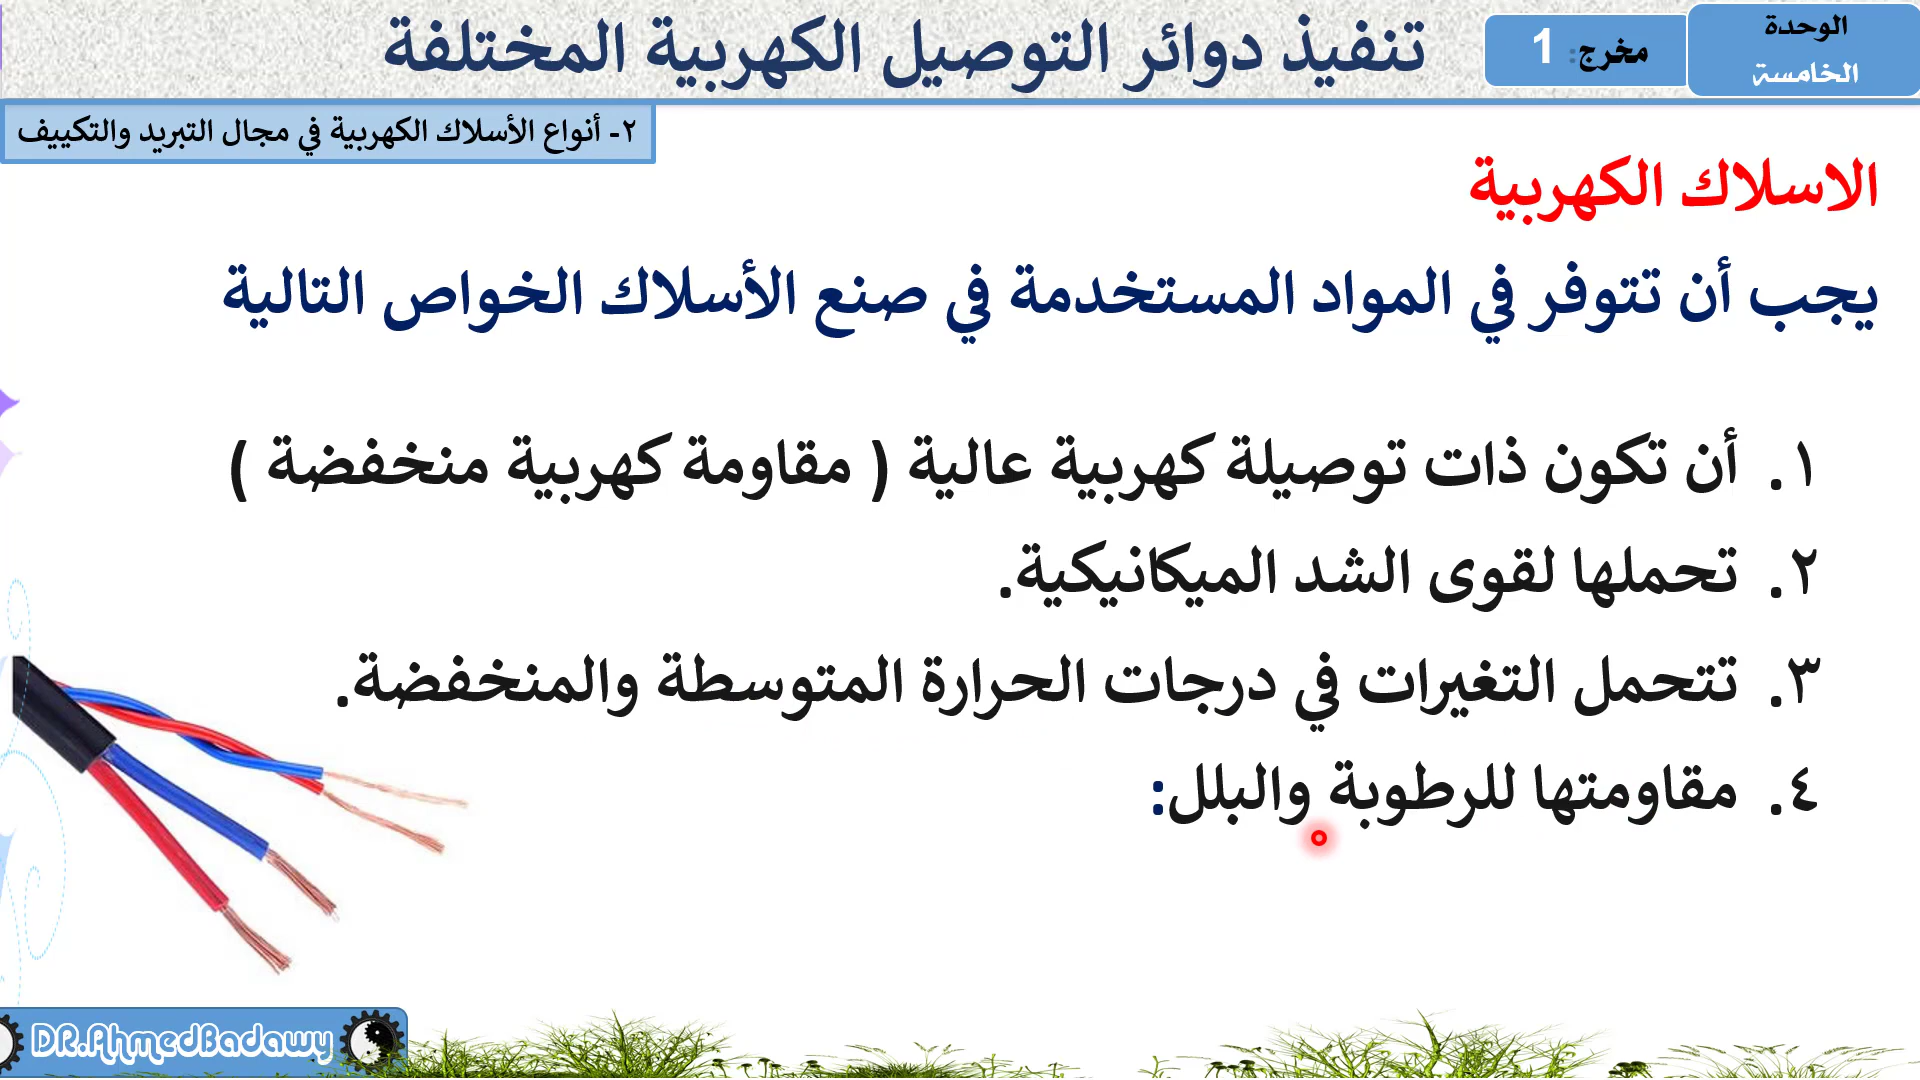 الوحدة
الخامسة
مخرج: 1
تنفيذ دوائر التوصيل الكهربية المختلفة
٢- أنواع الأسلاك الكهربية في مجال التبريد والتكييف
الاسلاك الكهربية
يجب أن تتوفر في المواد المستخدمة في صنع الأسلاك الخواص التالية
١. أن تكون ذات توصيلة كهربية عالية ( مقاومة كهربية منخفضة )
٢. تحملها لقوى الشد الميكانيكية.
٣. تتحمل التغيرات في درجات الحرارة المتوسطة والمنخفضة.
٤. مقاومتها للرطوبة والبلل:
DR.AhmedBadawy